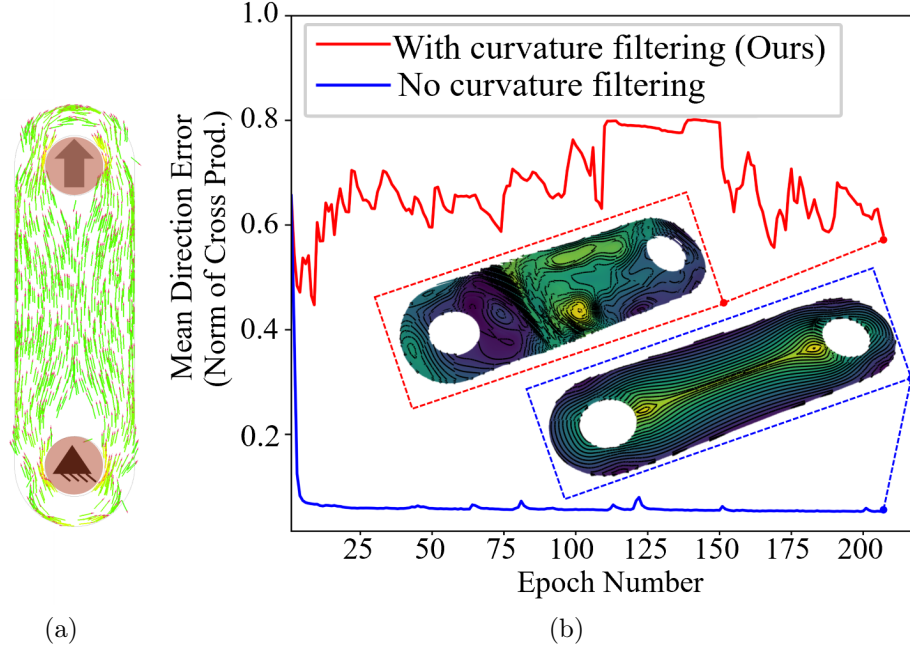 1.0
With curvature filtering (Ours)
No curvature filtering
0.8
0.6
0.4
0.2
Mean Direction Error
(Norm of Cross Prod.)
25 50 75 100 125 150 175 200
Epoch Number
(a) (b)